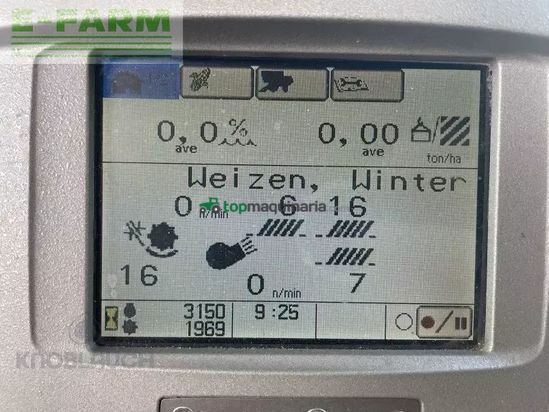 E-FARM
0,0 %
ave
0,00
ave
ton/ha
Weizen, Winter
0 n/min 6 16
topmaquinaria
16
0 n/min 7
3150
1969
9:25
KNOBLAUCH